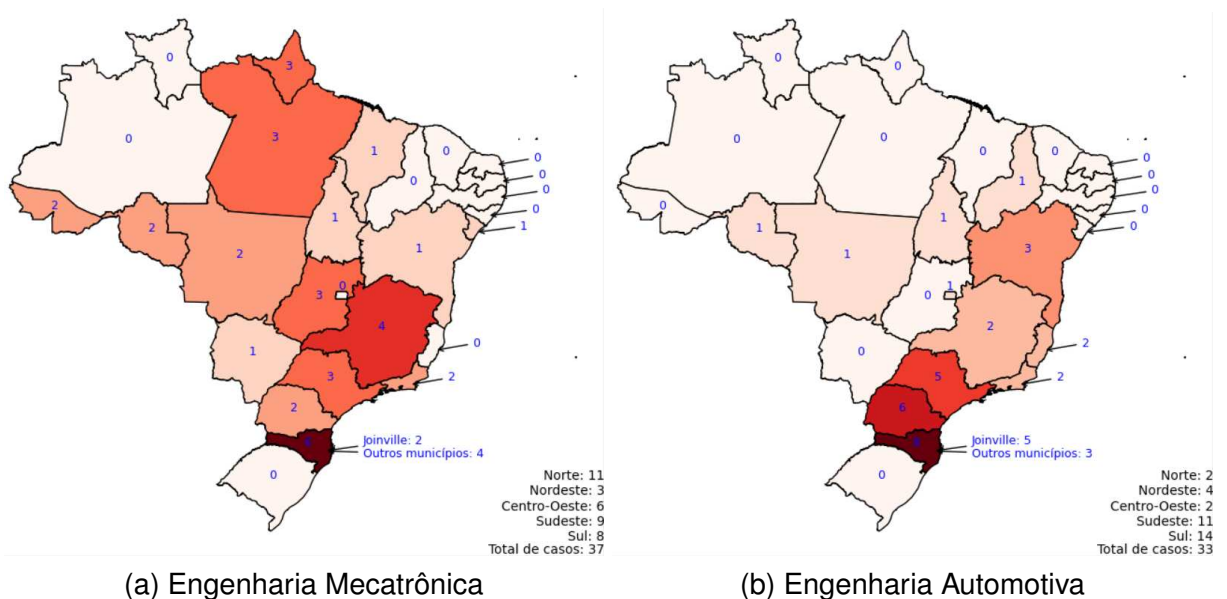 0
3
0
3
1
0
0
0
0
0
2
0
1
2
1
1
2
0
3
4
0
1
3
2
2
Joinville: 2
Outros municípios: 4
0
Norte: 11
Nordeste: 3
Centro-Oeste: 6
Sudeste: 9
Sul: 8
Total de casos: 37
(a) Engenharia Mecatrônica
0
0
0
0
0
0
0
0
1
0
0
0
1
0
1
3
1
1
0
2
2
0
5
2
6
Joinville: 5
Outros municípios: 3
0
Norte: 2
Nordeste: 4
Centro-Oeste: 2
Sudeste: 11
Sul: 14
Total de casos: 33
(b) Engenharia Automotiva